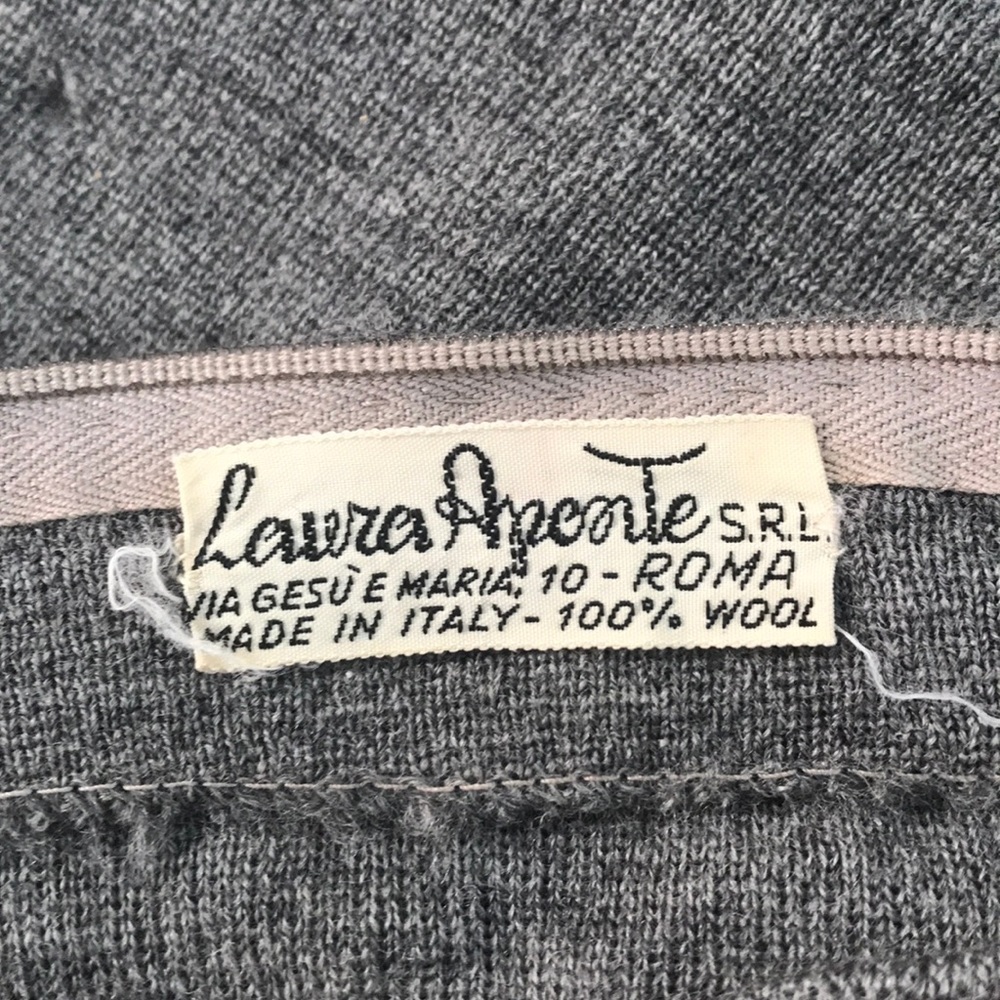 Laura Aponte S.R.L.
VIA GESÙ E MARIA, 10 - ROMA
MADE IN ITALY - 100% WOOL